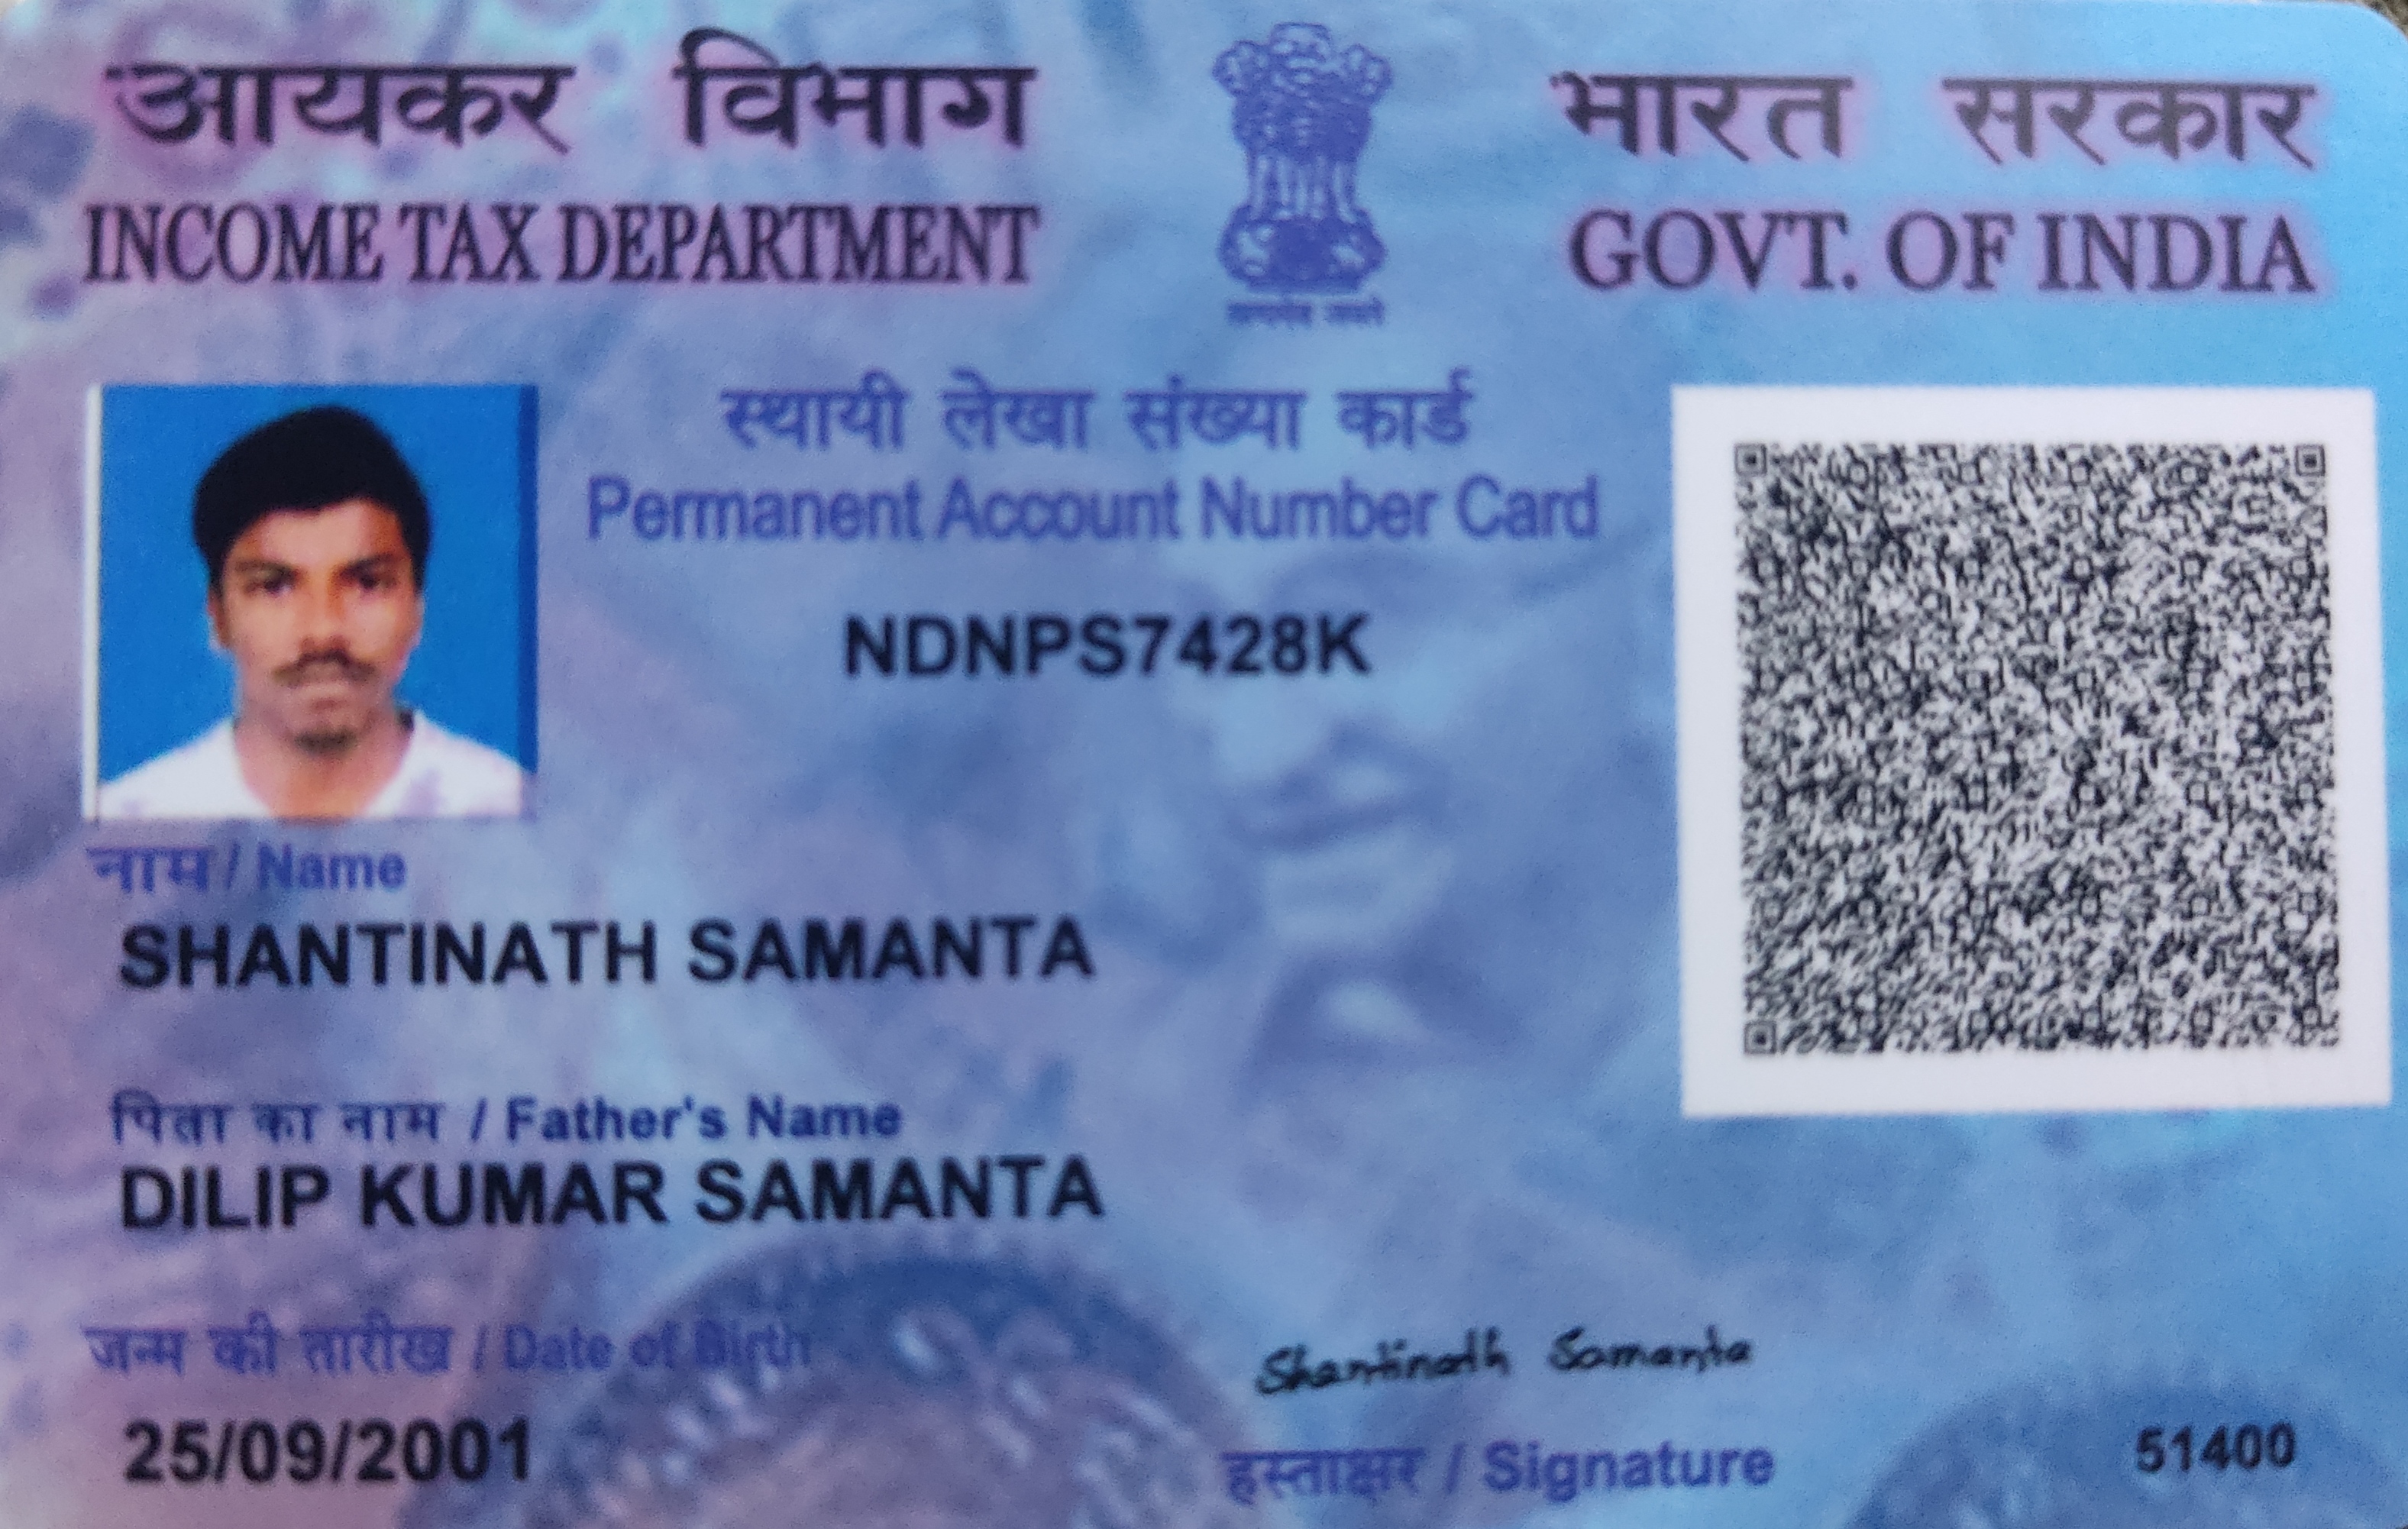 आयकर विभाग
INCOME TAX DEPARTMENT
भारत सरकार
GOVT. OF INDIA
सत्यमेव जयते
स्थायी लेखा संख्या कार्ड
Permanent Account Number Card
NDNPS7428K
नाम / Name
SHANTINATH SAMANTA
पिता का नाम / Father's Name
DILIP KUMAR SAMANTA
जन्म की तारीख / Date of Birth
25/09/2001
Shantinath Samanta
हस्ताक्षर / Signature
51400